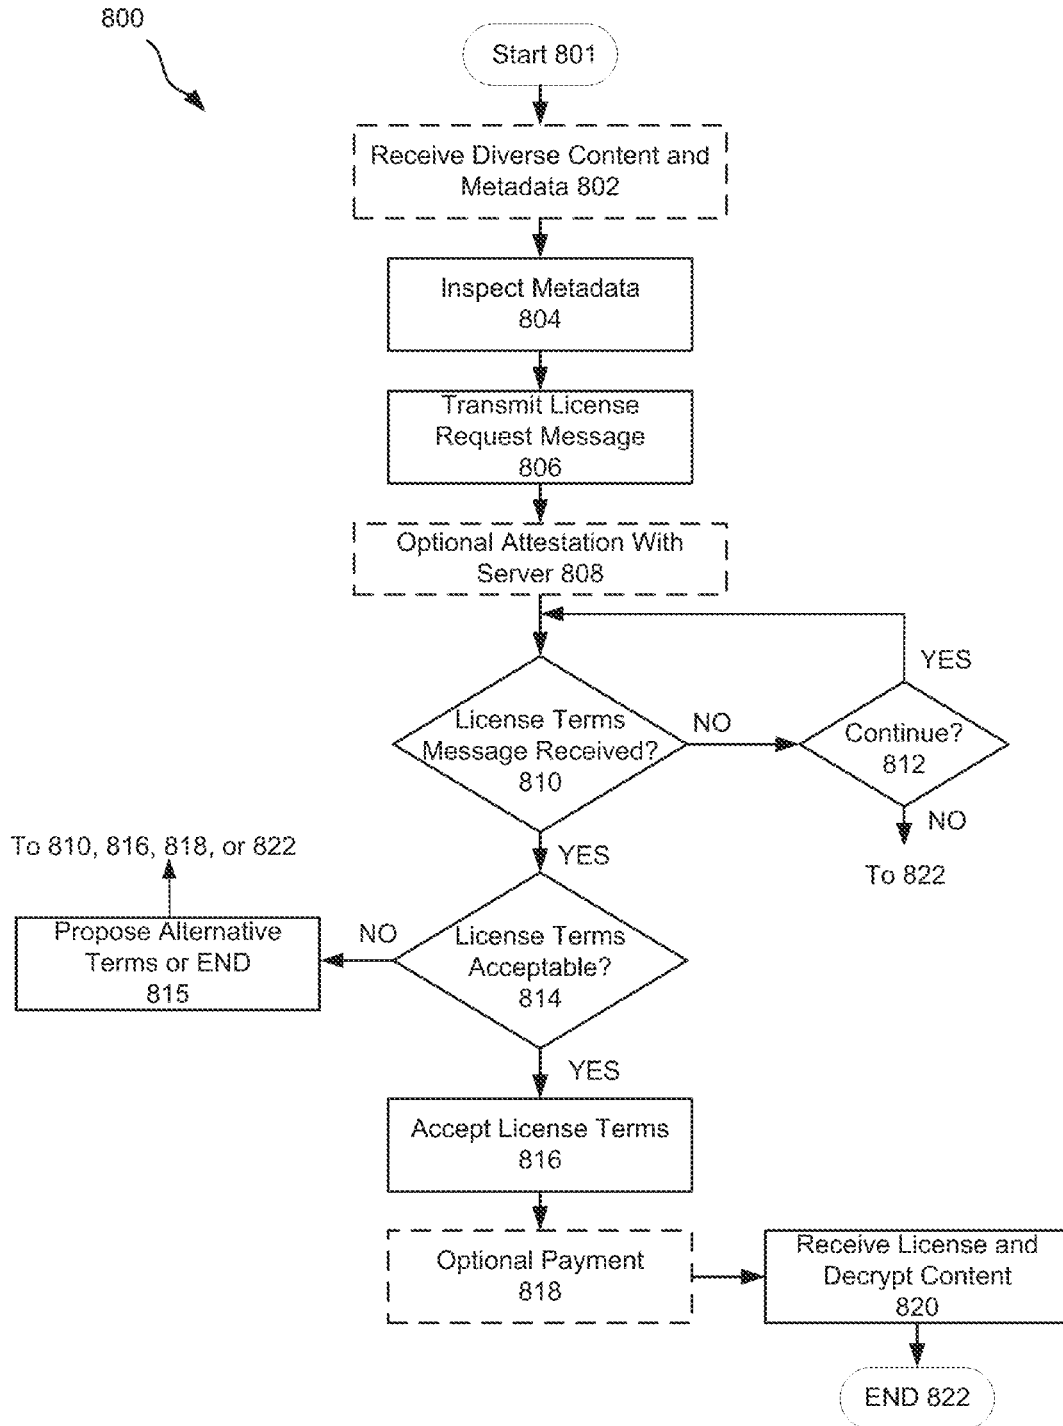 800
Start 801
Receive Diverse Content and
Metadata 802
Inspect Metadata
804
Transmit License
Request Message
806
Optional Attestation With
Server 808
YES
License Terms
Message Received?
810
NO
Continue?
812
NO
To 822
YES
To 810, 816, 818, or 822
Propose Alternative
Terms or END
815
NO
License Terms
Acceptable?
814
YES
Accept License Terms
816
Optional Payment
818
Receive License and
Decrypt Content
820
END 822